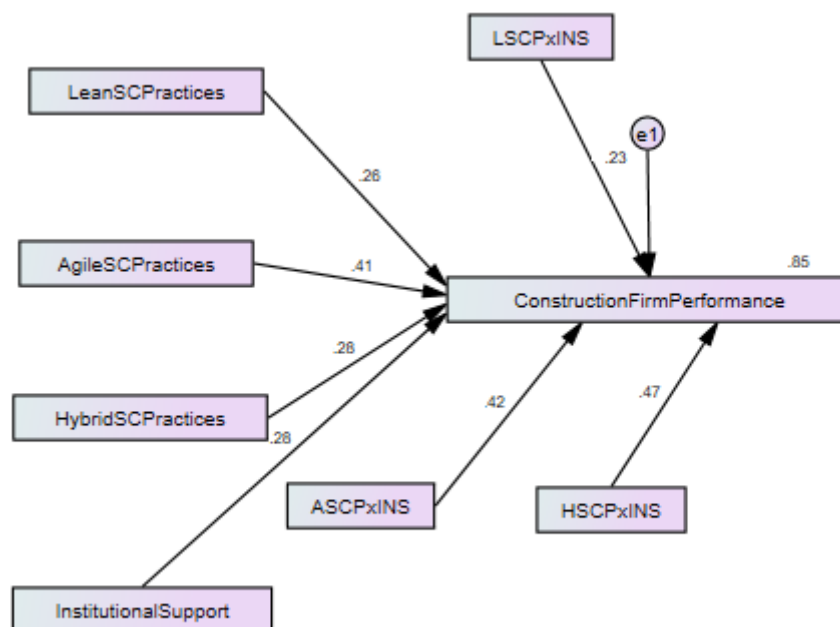 LSCPxINS
LeanSCPractices
e1
.23
.26
AgileSCPractices
.41
.85
ConstructionFirmPerformance
.28
HybridSCPractices
.28
.42
.47
ASCPxINS
HSCPxINS
InstitutionalSupport